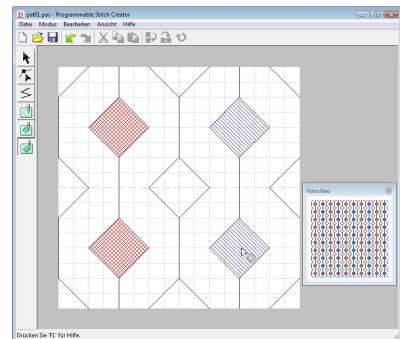 pat01.pas - Programmable Stitch Creator
Datei Modus Bearbeiten Ansicht Hilfe
Vorschau
Drücken Sie 'F1' für Hilfe.